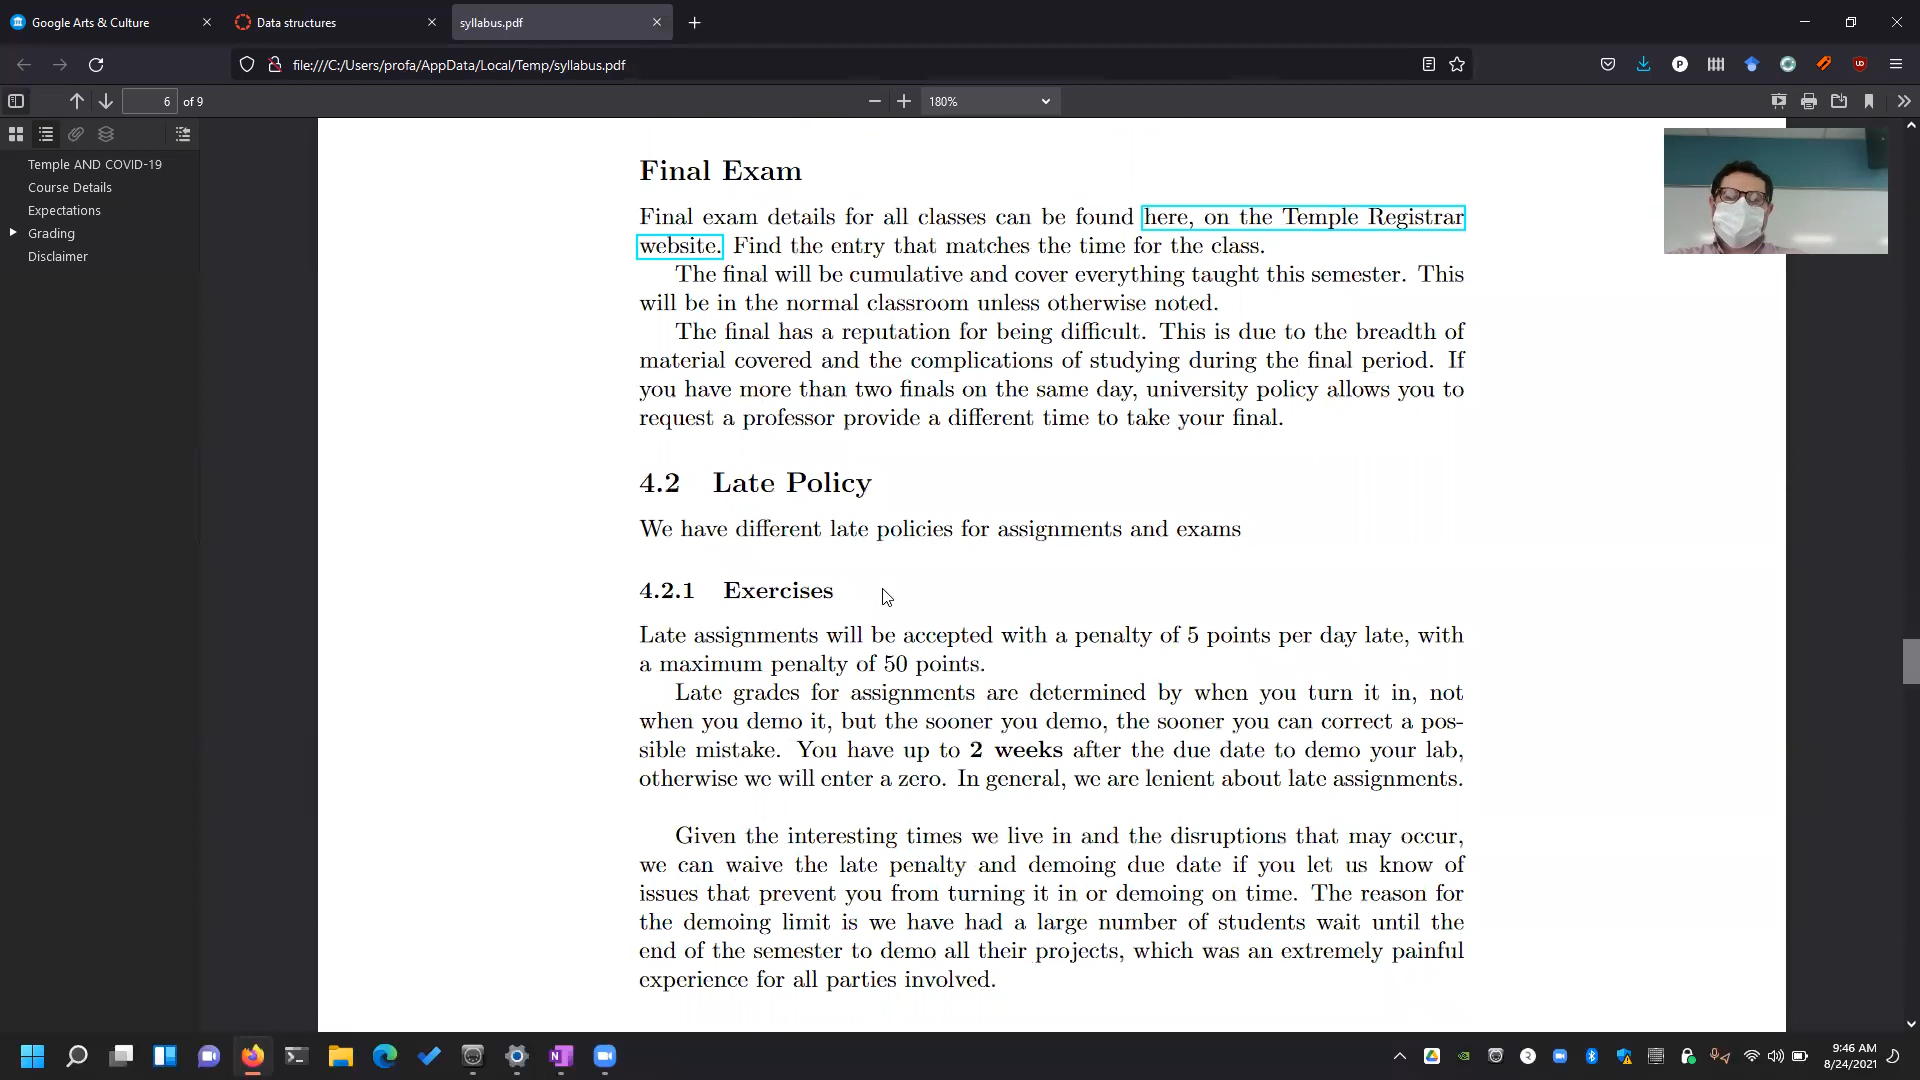 Google Arts & Culture
Data structures
syllabus.pdf
file:///C:/Users/profa/AppData/Local/Temp/syllabus.pdf
6 of 9
180%
Temple AND COVID-19
Course Details
Expectations
Grading
Disclaimer
Final Exam
Final exam details for all classes can be found here, on the Temple Registrar
website. Find the entry that matches the time for the class.
The final will be cumulative and cover everything taught this semester. This
will be in the normal classroom unless otherwise noted.
The final has a reputation for being difficult. This is due to the breadth of
material covered and the complications of studying during the final period. If
you have more than two finals on the same day, university policy allows you to
request a professor provide a different time to take your final.
4.2 Late Policy
We have different late policies for assignments and exams
4.2.1 Exercises
Late assignments will be accepted with a penalty of 5 points per day late, with
a maximum penalty of 50 points.
Late grades for assignments are determined by when you turn it in, not
when you demo it, but the sooner you demo, the sooner you can correct a pos-
sible mistake. You have up to 2 weeks after the due date to demo your lab,
otherwise we will enter a zero. In general, we are lenient about late assignments.
Given the interesting times we live in and the disruptions that may occur,
we can waive the late penalty and demoing due date if you let us know of
issues that prevent you from turning it in or demoing on time. The reason for
the demoing limit is we have had a large number of students wait until the
end of the semester to demo all their projects, which was an extremely painful
experience for all parties involved.
9:46 AM
8/24/2021